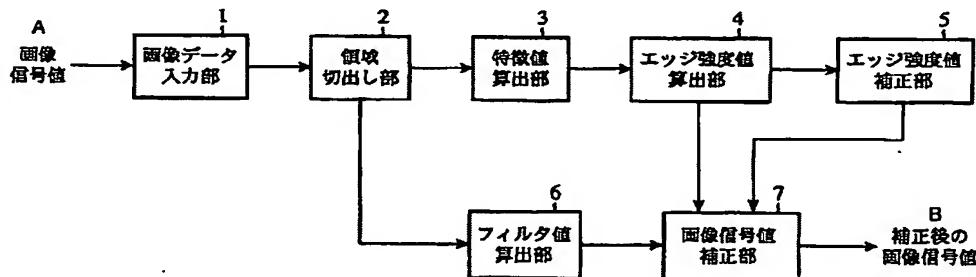 A
画像
信号値
1
画像データ
入力部
2
領域
切出し部
3
特徴値
算出部
4
エッジ強度値
算出部
5
エッジ強度値
補正部
6
フィルタ値
算出部
7
画像信号値
補正部
B
補正後の
画像信号値